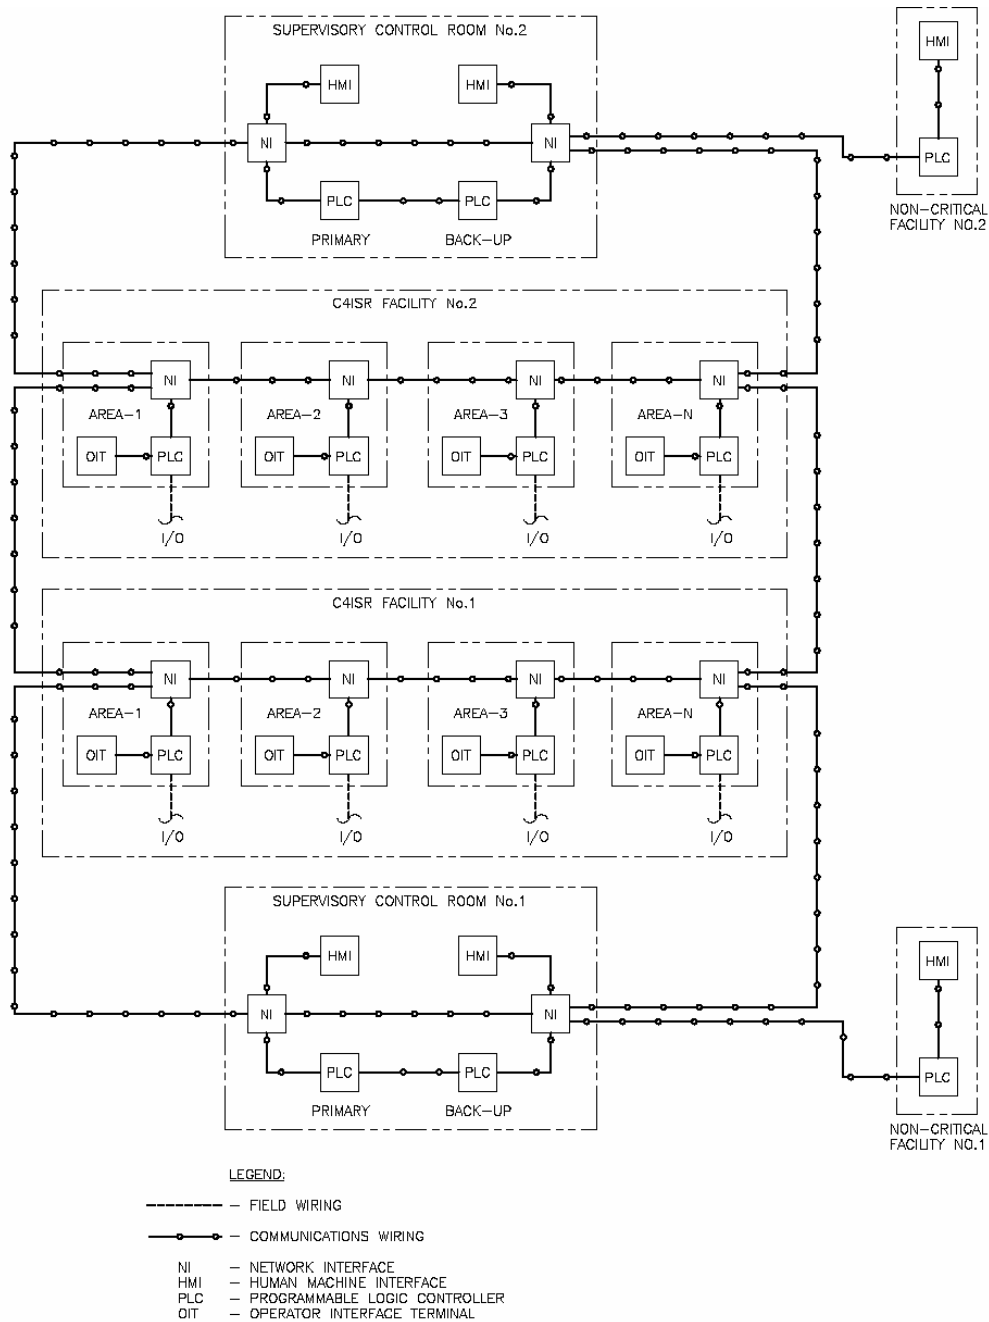 SUPERVISORY CONTROL ROOM No.2
HMI
HMI
HMI
NI
NI
PLC
PLC
PLC
PRIMARY
BACK-UP
NON-CRITICAL
FACILITY NO.2
C4ISR FACILITY No.2
NI
NI
NI
NI
AREA-1
AREA-2
AREA-3
AREA-N
OIT
PLC
OIT
PLC
OIT
PLC
OIT
PLC
I/O
I/O
I/O
I/O
C4ISR FACILITY No.1
NI
NI
NI
NI
AREA-1
AREA-2
AREA-3
AREA-N
OIT
PLC
OIT
PLC
OIT
PLC
OIT
PLC
I/O
I/O
I/O
I/O
SUPERVISORY CONTROL ROOM No.1
HMI
HMI
HMI
NI
NI
PLC
PLC
PLC
PRIMARY
BACK-UP
NON-CRITICAL
FACILITY NO.1
LEGEND:
- FIELD WIRING
- COMMUNICATIONS WIRING
NI - NETWORK INTERFACE
HMI - HUMAN MACHINE INTERFACE
PLC - PROGRAMMABLE LOGIC CONTROLLER
OIT - OPERATOR INTERFACE TERMINAL